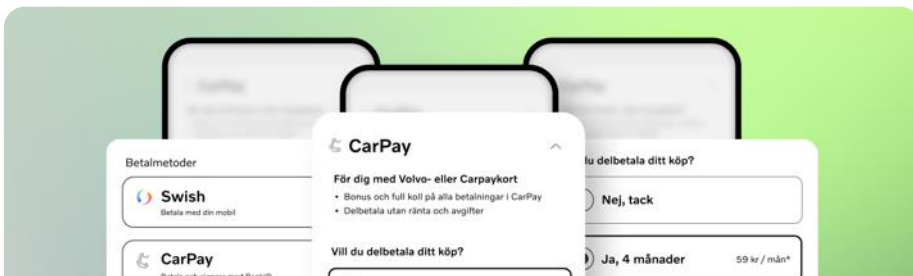 Betalmetoder
Swish
Betala med din mobil
CarPay
CarPay
För dig med Volvo- eller Carpaykort
• Bonus och full koll på alla betalningar i CarPay
• Delbetala utan ränta och avgifter
Vill du delbetala ditt köp?
du delbetala ditt köp?
Nej, tack
Ja, 4 månader
59 kr / mån*